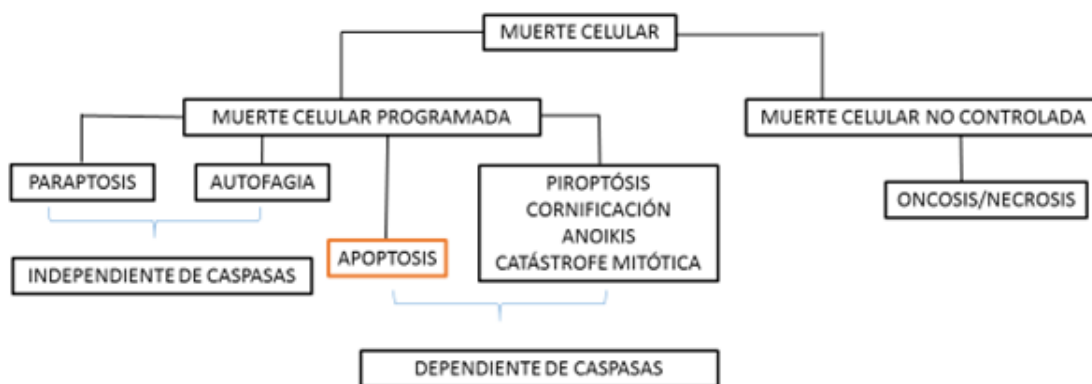 MUERTE CELULAR
MUERTE CELULAR PROGRAMADA
MUERTE CELULAR NO CONTROLADA
PARAPTOSIS
AUTOFAGIA
PIROPTÓSIS
CORNIFICACIÓN
ANOIKIS
CATÁSTROFE MITÓTICA
ONCOSIS/NECROSIS
APOPTOSIS
INDEPENDIENTE DE CASPASAS
DEPENDIENTE DE CASPASAS